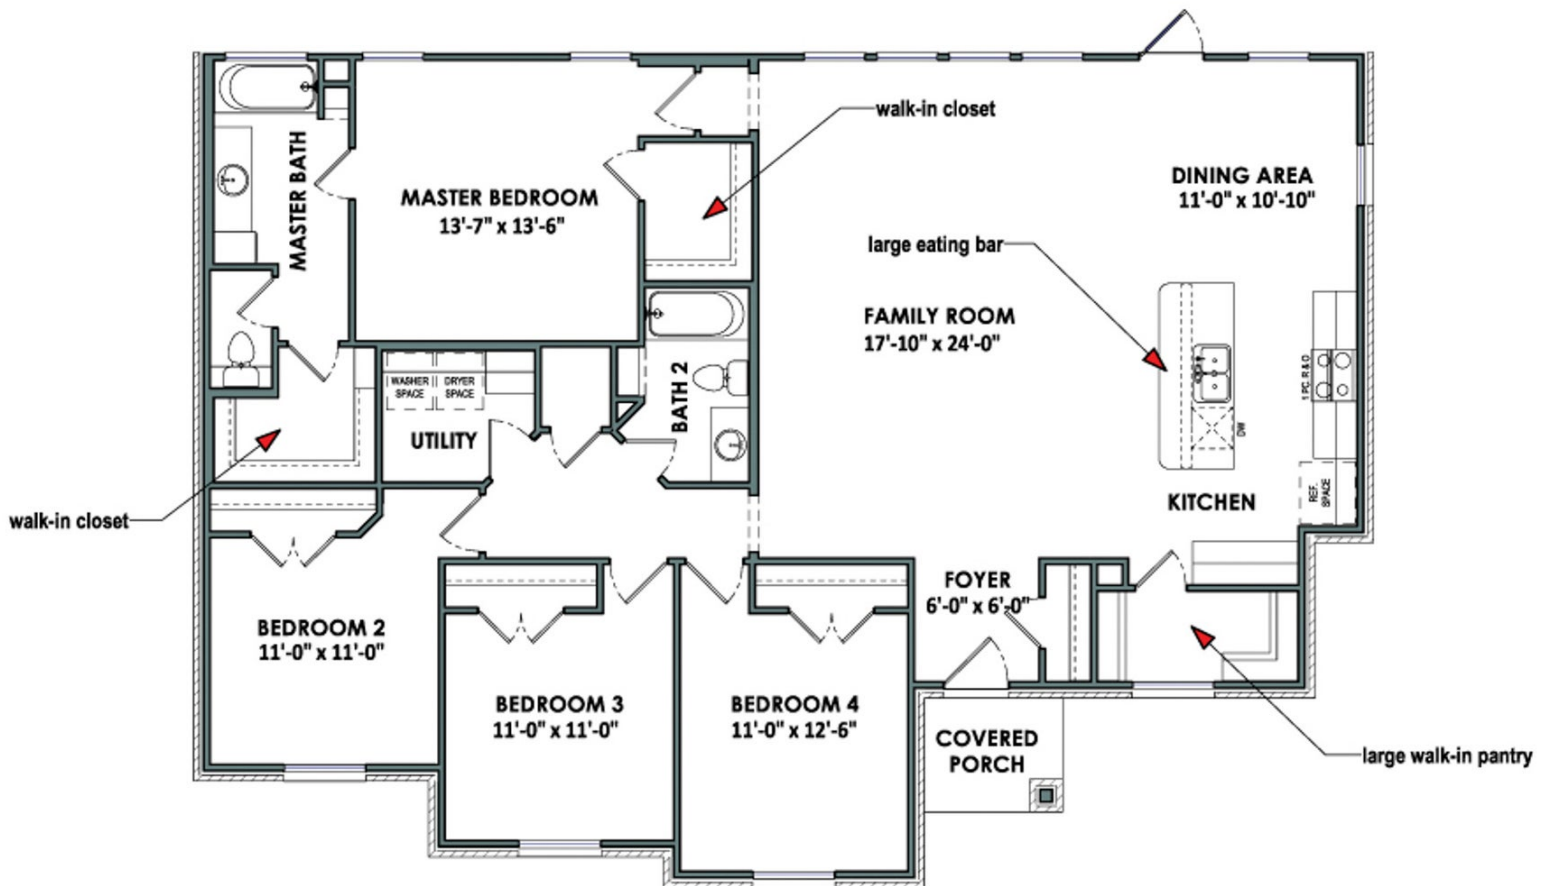 walk-in closet
MASTER BATH
MASTER BEDROOM
13'-7" x 13'-6"
DINING AREA
11'-0" x 10'-10"
large eating bar
FAMILY ROOM
17'-10" x 24'-0"
1 PC. R & O
WASHER
SPACE
DRYER
SPACE
BATH 2
UTILITY
DW
REF.
SPACE
KITCHEN
walk-in closet
FOYER
6'-0" x 6'-0"
BEDROOM 2
11'-0" x 11'-0"
BEDROOM 3
11'-0" x 11'-0"
BEDROOM 4
11'-0" x 12'-6"
COVERED
PORCH
large walk-in pantry